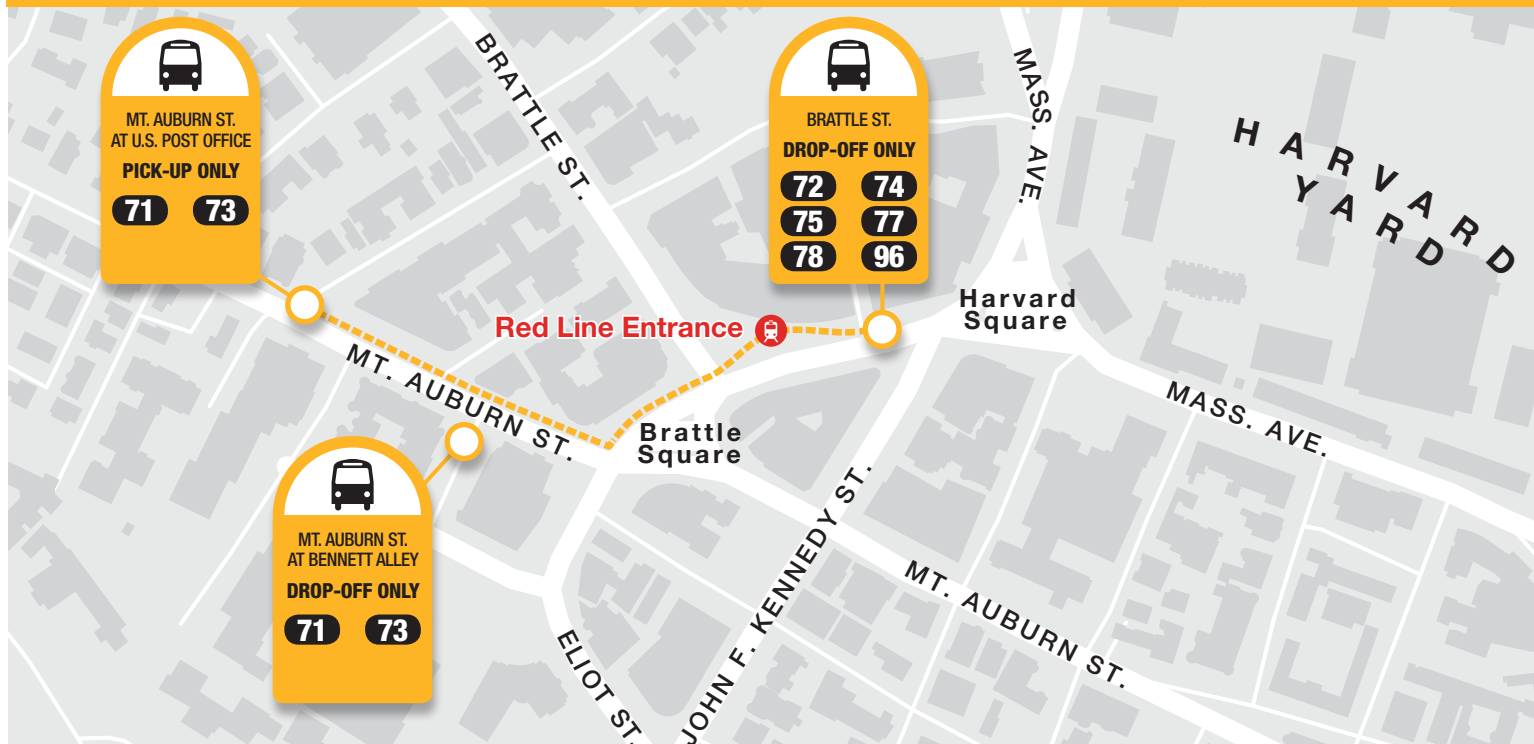 MT. AUBURN ST.
AT U.S. POST OFFICE
PICK-UP ONLY
71 73
BRATTLE ST.
BRATTLE ST.
DROP-OFF ONLY
72 74
75 77
78 96
MASS. AVE.
HARVARD
YARD
Harvard
Square
Red Line Entrance
MT. AUBURN ST.
Brattle
Square
MASS. AVE.
MT. AUBURN ST.
AT BENNETT ALLEY
DROP-OFF ONLY
71 73
ELIOT ST.
JOHN F. KENNEDY ST.
MT. AUBURN ST.